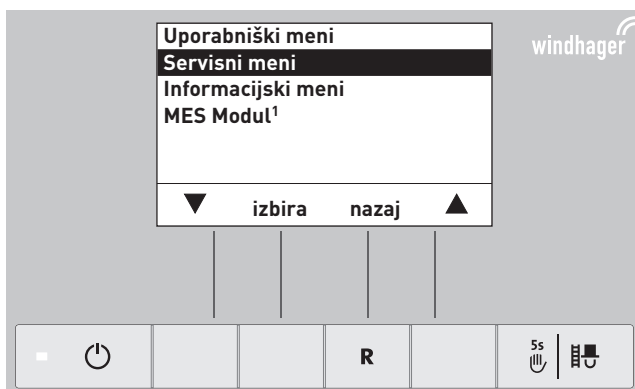 Uporabniški meni
windhager
Servisni meni
Informacijski meni
MES Modul¹
izbira nazaj
R
5s